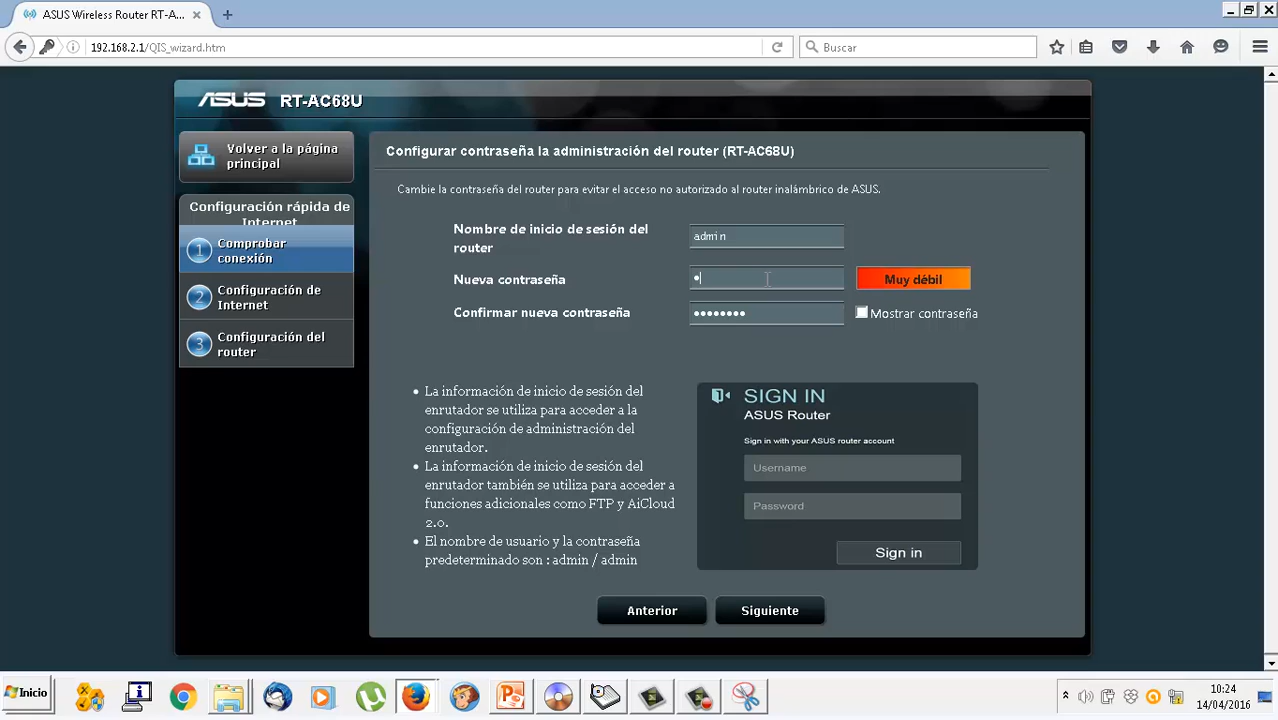 ASUS Wireless Router RT-A...
192.168.2.1/QIS_wizard.htm
Buscar
ASUS RT-AC68U
Volver a la página
principal
Configuración rápida de
Internet
1 Comprobar
conexión
2 Configuración de
Internet
3 Configuración del
router
Configurar contraseña la administración del router (RT-AC68U)
Cambie la contraseña del router para evitar el acceso no autorizado al router inalámbrico de ASUS.
Nombre de inicio de sesión del
router
admin
Nueva contraseña
•
Muy débil
Confirmar nueva contraseña
••••••••
Mostrar contraseña
• La información de inicio de sesión del
enrutador se utiliza para acceder a la
configuración de administración del
enrutador.
• La información de inicio de sesión del
enrutador también se utiliza para acceder a
funciones adicionales como FTP y AiCloud
2.0.
• El nombre de usuario y la contraseña
predeterminado son : admin / admin
SIGN IN
ASUS Router
Sign in with your ASUS router account
Username
Password
Sign in
Anterior
Siguiente
Inicio
10:24
14/04/2016